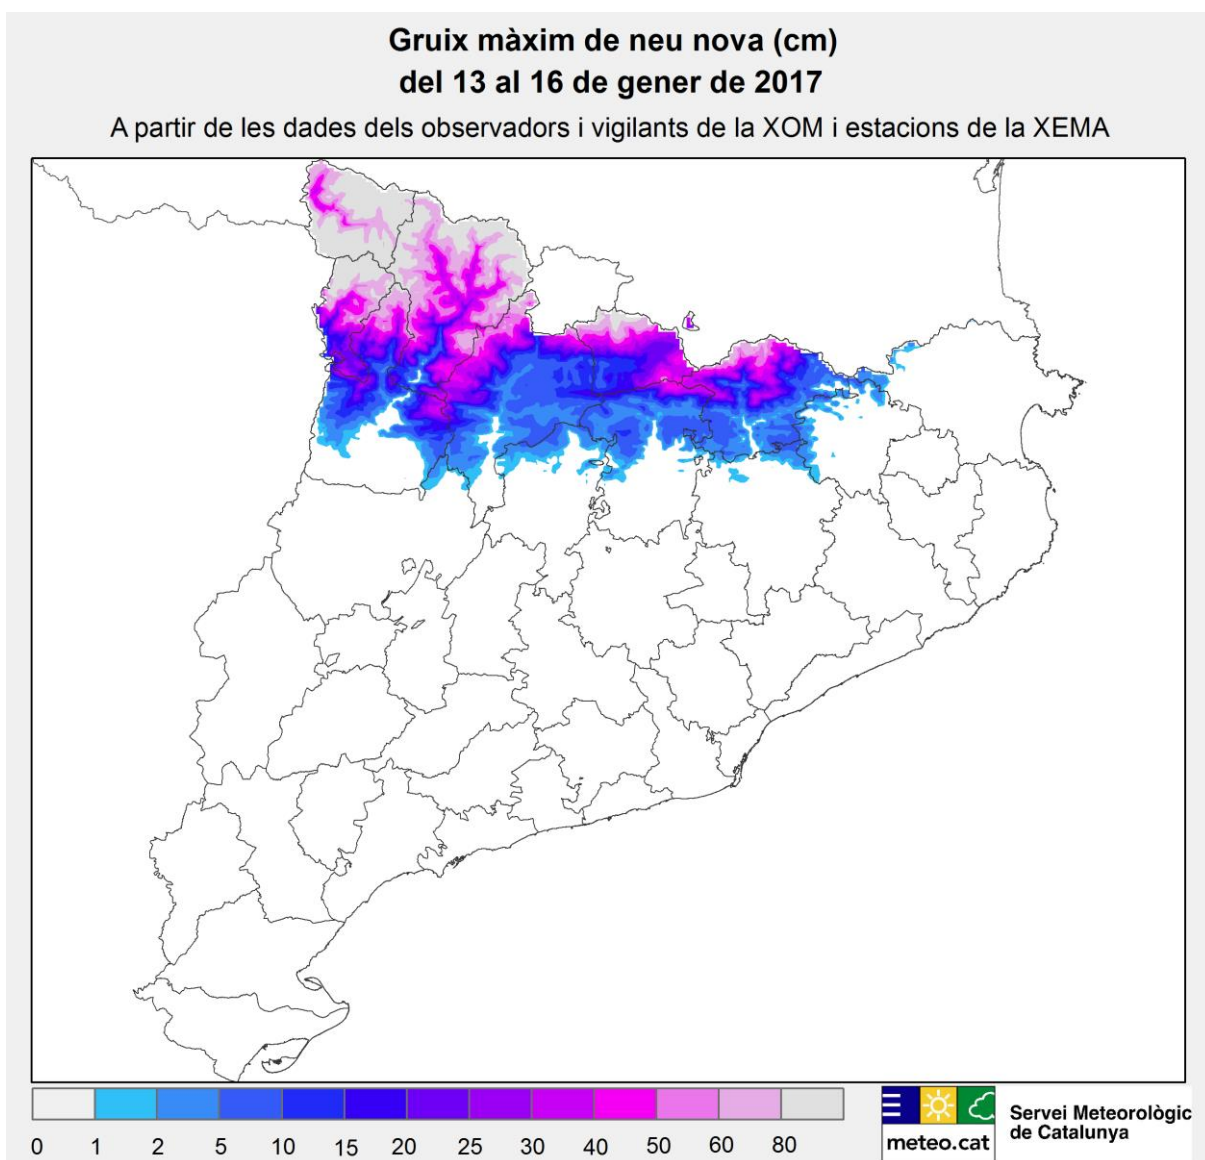 Gruix màxim de neu nova (cm)
del 13 al 16 de gener de 2017
A partir de les dades dels observadors i vigilants de la XOM i estacions de la XEMA
0 1 2 5 10 15 20 25 30 40 50 60 80
meteo.cat
Servei Meteorològic
de Catalunya